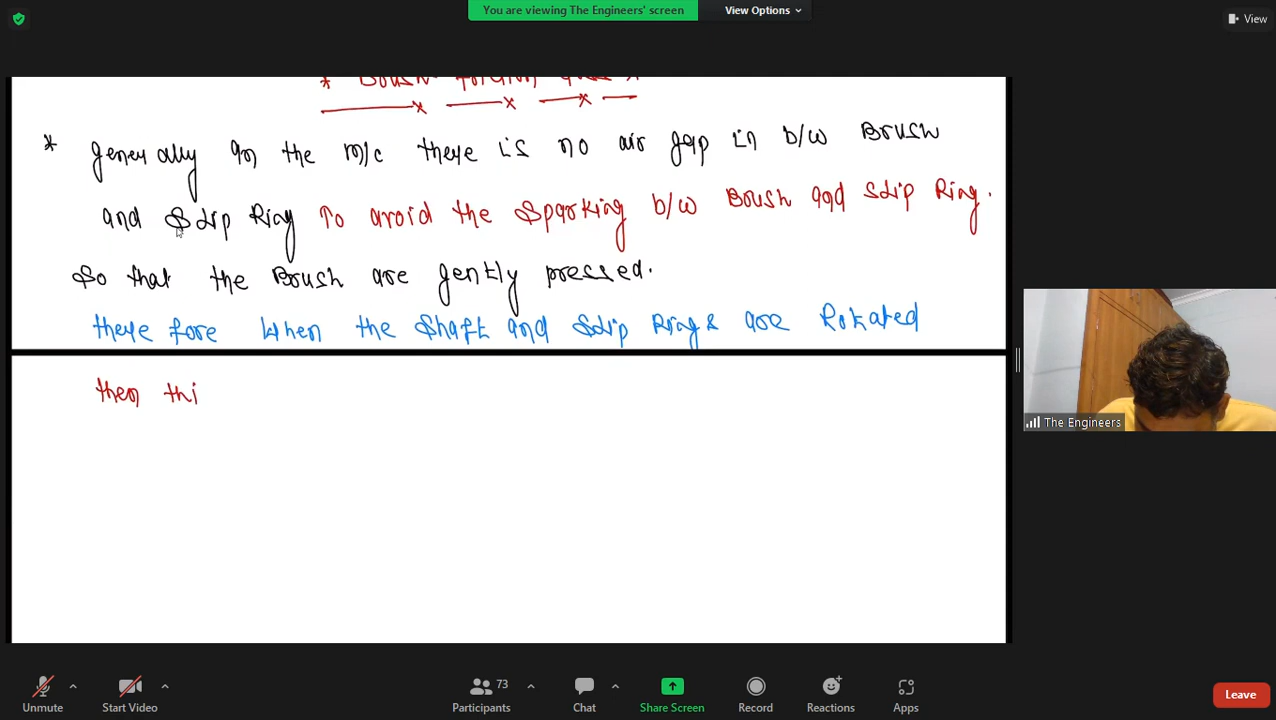 You are viewing The Engineers' screen
View Options
View
* Brush friction
* generally In the m/c there is no air gap in b/w Brush
and Slip Ring To avoid the Sparking b/w Brush and Slip Ring.
So that the Brush are gently pressed.
there fore When the Shaft and Slip Rings are Rotated
then thi
The Engineers
Unmute
Start Video
73
Participants
Chat
Share Screen
Record
Reactions
Apps
Leave